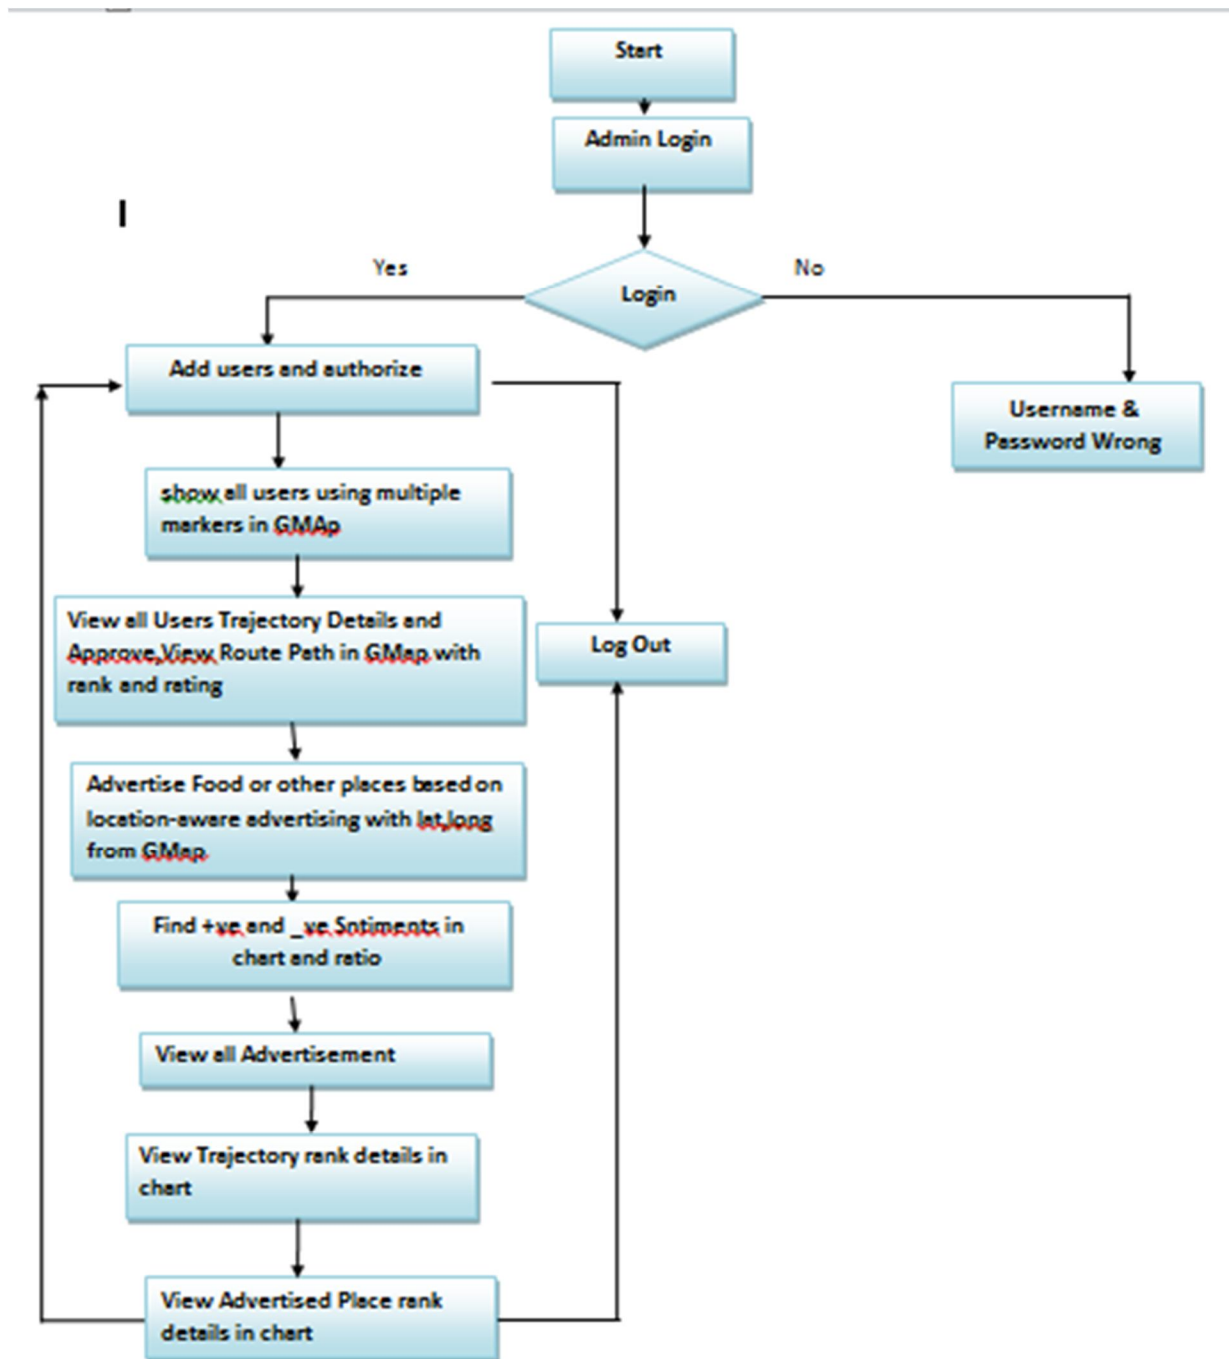 Start
Admin Login
Yes
No
Login
Add users and authorize
Username &
Password Wrong
show all users using multiple
markers in GMAp
View all Users Trajectory Details and
Approve,View Route Path in GMap with
rank and rating
Log Out
Advertise Food or other places based on
location-aware advertising with lat,long
from GMap
Find +ve and _ve Sntiments in
chart and ratio
View all Advertisement
View Trajectory rank details in
chart
View Advertised Place rank
details in chart